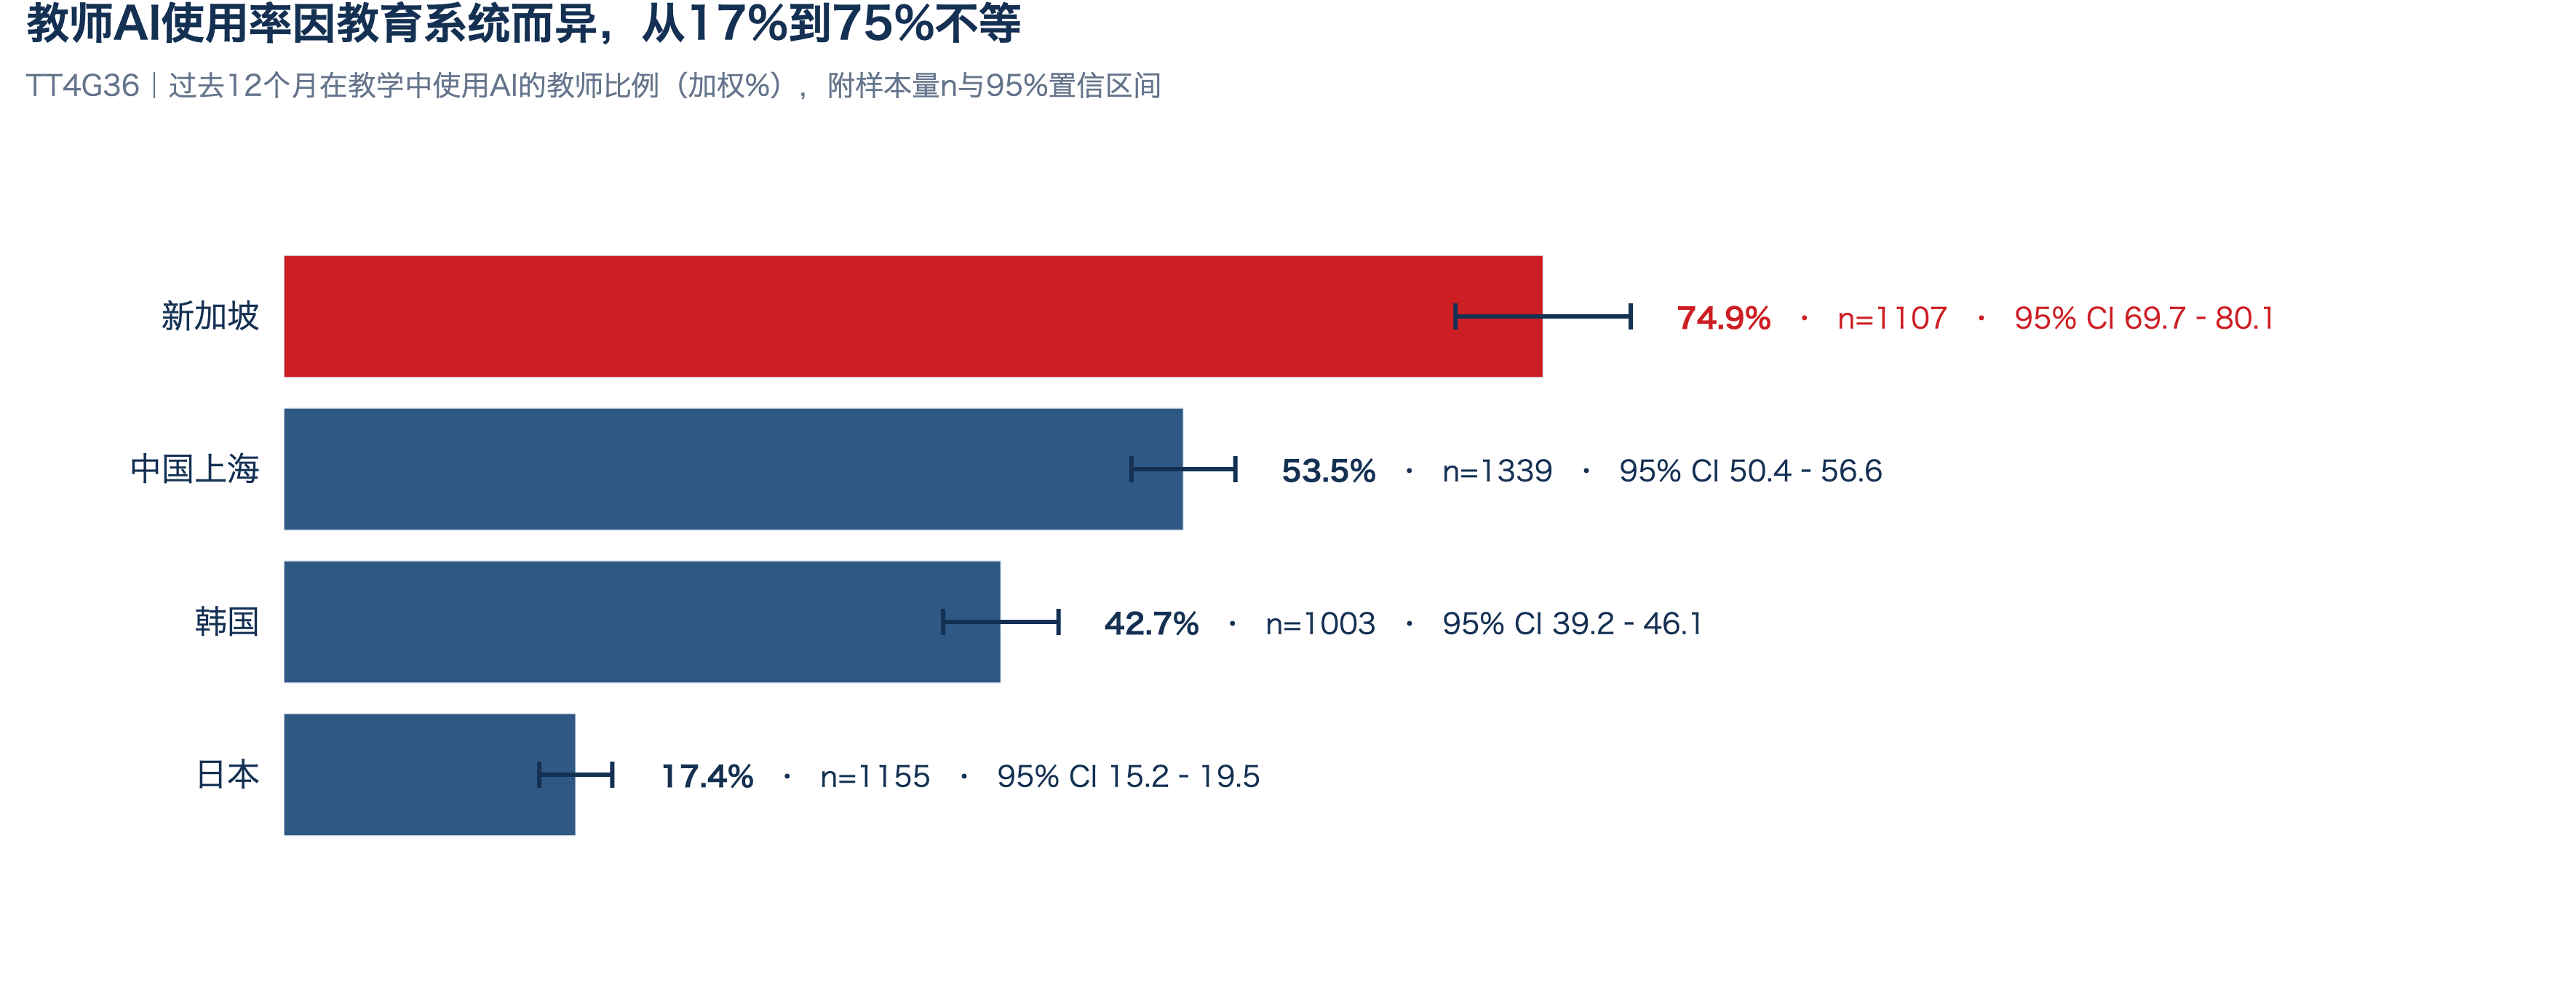 教师AI使用率因教育系统而异，从17%到75%不等
TT4G36｜过去12个月在教学中使用AI的教师比例（加权%），附样本量n与95%置信区间
新加坡 74.9% · n=1107 · 95% CI 69.7 - 80.1
中国上海 53.5% · n=1339 · 95% CI 50.4 - 56.6
韩国 42.7% · n=1003 · 95% CI 39.2 - 46.1
日本 17.4% · n=1155 · 95% CI 15.2 - 19.5